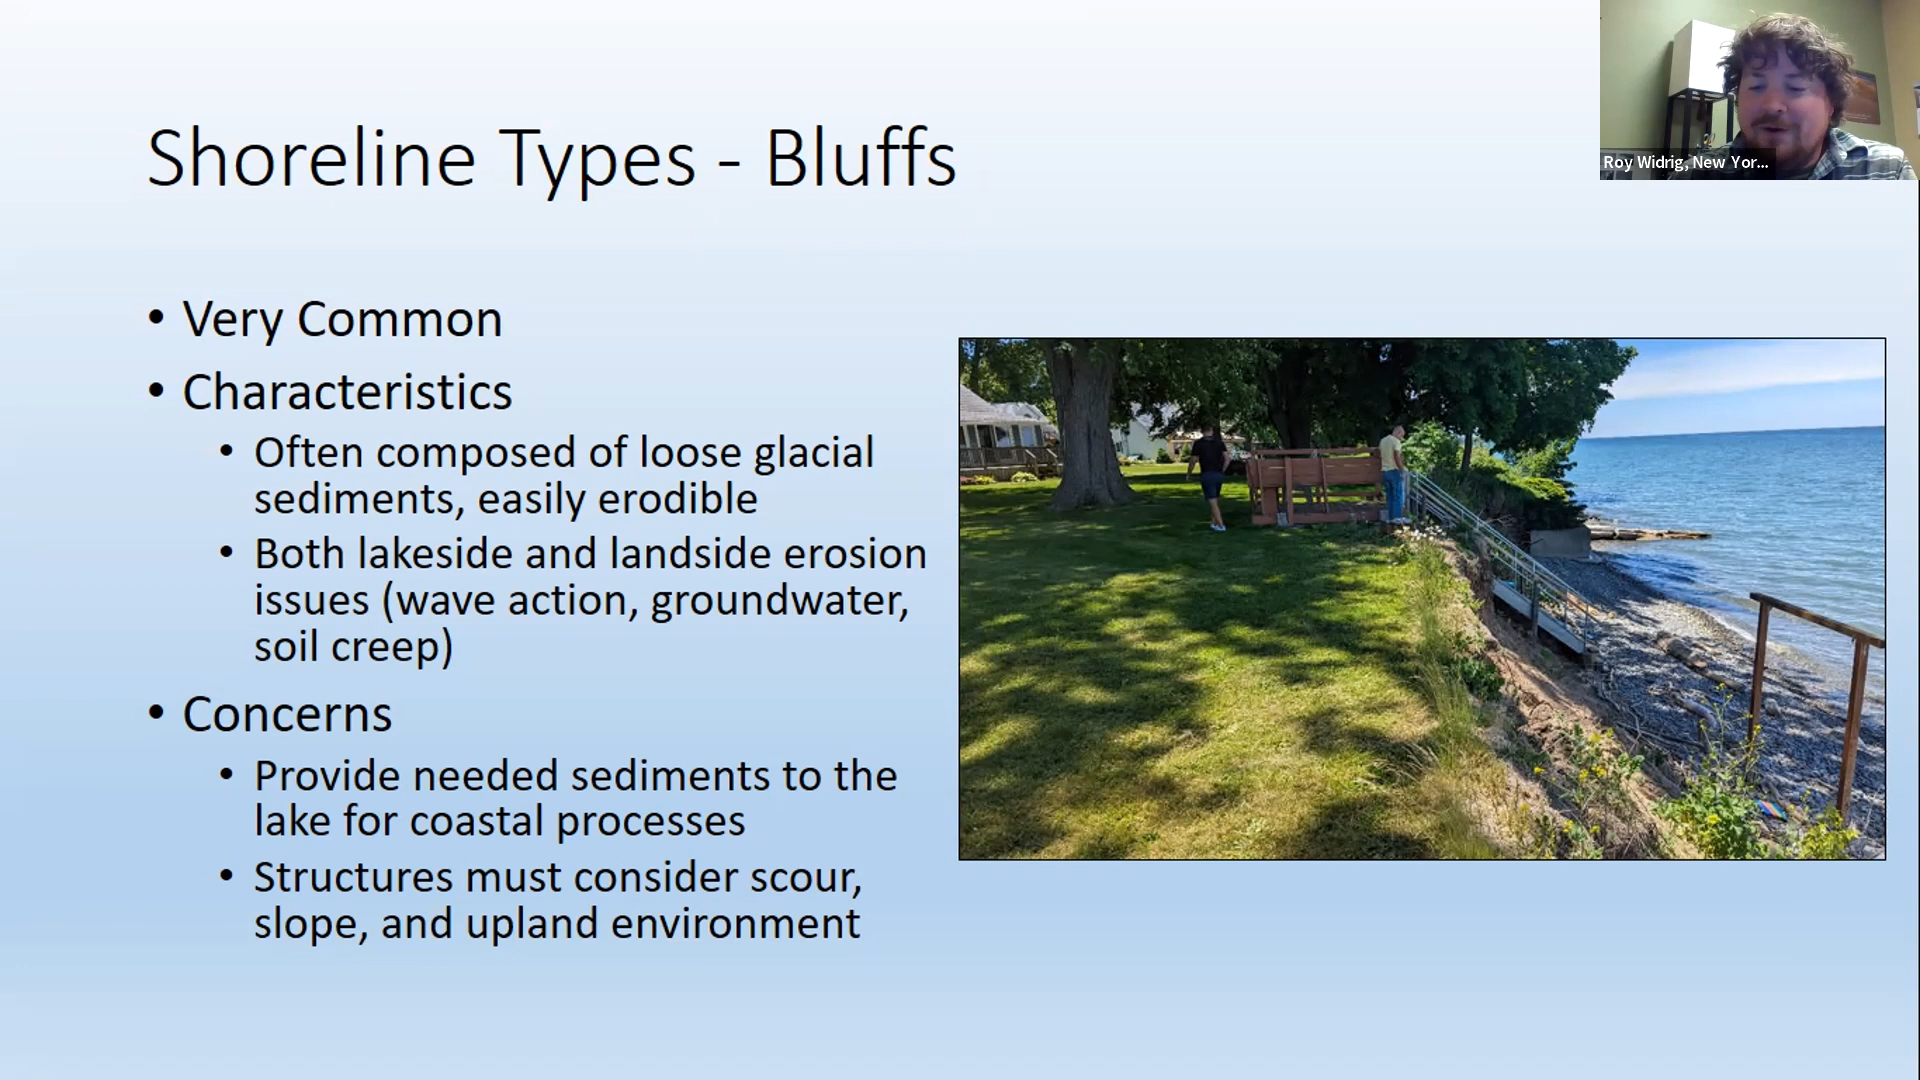 Shoreline Types - Bluffs
Roy Widrig, New Yor...
• Very Common
• Characteristics
• Often composed of loose glacial
sediments, easily erodible
• Both lakeside and landside erosion
issues (wave action, groundwater,
soil creep)
• Concerns
• Provide needed sediments to the
lake for coastal processes
• Structures must consider scour,
slope, and upland environment